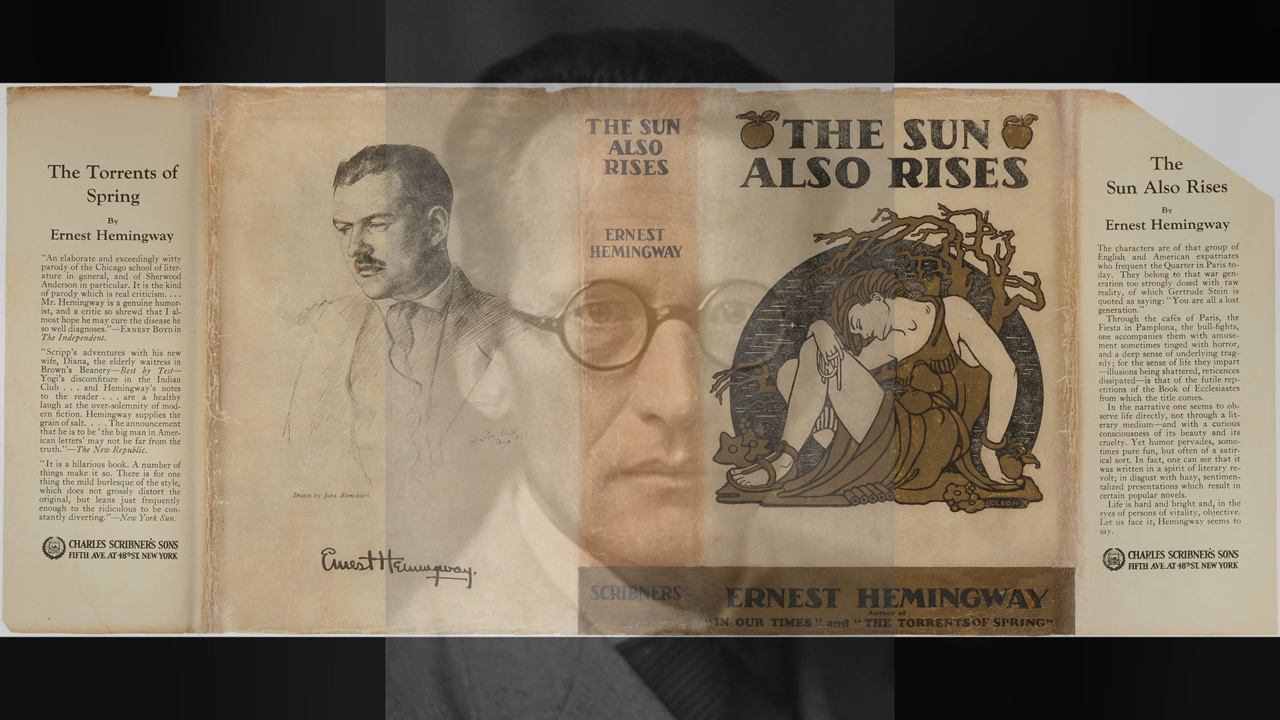 The Torrents of
Spring
By
Ernest Hemingway
"An elaborate and exceedingly witty
parody of the Chicago school of liter-
ature in general, and of Sherwood
Anderson in particular. It is the kind
of parody which is real criticism. . . .
Mr. Hemingway is a genuine humor-
ist, and a critic so shrewd that I al-
most hope he may cure the disease he
so well diagnoses."—ERNEST BOYD in
The Independent.
"Scripp's adventures with his new
wife, Diana, the elderly waitress in
Brown's Beanery—Best by Test—
Yogi's discomfiture in the Indian
Club . . . and Hemingway's notes
to the reader . . . are a healthy
laugh at the over-solemnity of mod-
ern fiction. Hemingway supplies the
grain of salt. . . . The announcement
that he is to be 'the big man in Amer-
ican letters' may not be far from the
truth."—The New Republic.
"It is a hilarious book. A number of
things make it so. There is for one
thing the mild burlesque of the style,
which does not grossly distort the
original, but leans just frequently
enough to the ridiculous to be con-
stantly diverting."—New York Sun.
CHARLES SCRIBNER'S SONS
FIFTH AVE. AT 48TH ST. NEW YORK
Drawn by John Blomshield.
Ernest Hemingway.
THE SUN
ALSO
RISES
ERNEST
HEMINGWAY
SCRIBNERS
THE SUN
ALSO RISES
CLEON
ERNEST HEMINGWAY
Author of
"IN OUR TIMES" and "THE TORRENTS OF SPRING"
The
Sun Also Rises
By
Ernest Hemingway
The characters are of that group of
English and American expatriates
who frequent the Quarter in Paris to-
day. They belong to that war gen-
eration too strongly dosed with raw
reality, of which Gertrude Stein is
quoted as saying: "You are all a lost
generation."
Through the cafés of Paris, the
Fiesta in Pamplona, the bull-fights,
one accompanies them with amuse-
ment sometimes tinged with horror,
and a deep sense of underlying trag-
edy; for the sense of life they impart
—illusions being shattered, reticences
dissipated—is that of the futile rep-
etitions of the Book of Ecclesiastes
from which the title comes.
In the narrative one seems to ob-
serve life directly, not through a lit-
erary medium—and with a curious
consciousness of its beauty and its
cruelty. Yet humor pervades, some-
times pure fun, but often of a satir-
ical sort. In fact, one can see that it
was written in a spirit of literary re-
volt; in disgust with hazy, sentimen-
talized presentations which result in
certain popular novels.
Life is hard and bright and, in the
eyes of persons of vitality, objective.
Let us face it, Hemingway seems to
say.
CHARLES SCRIBNER'S SONS
FIFTH AVE. AT 48TH ST. NEW YORK